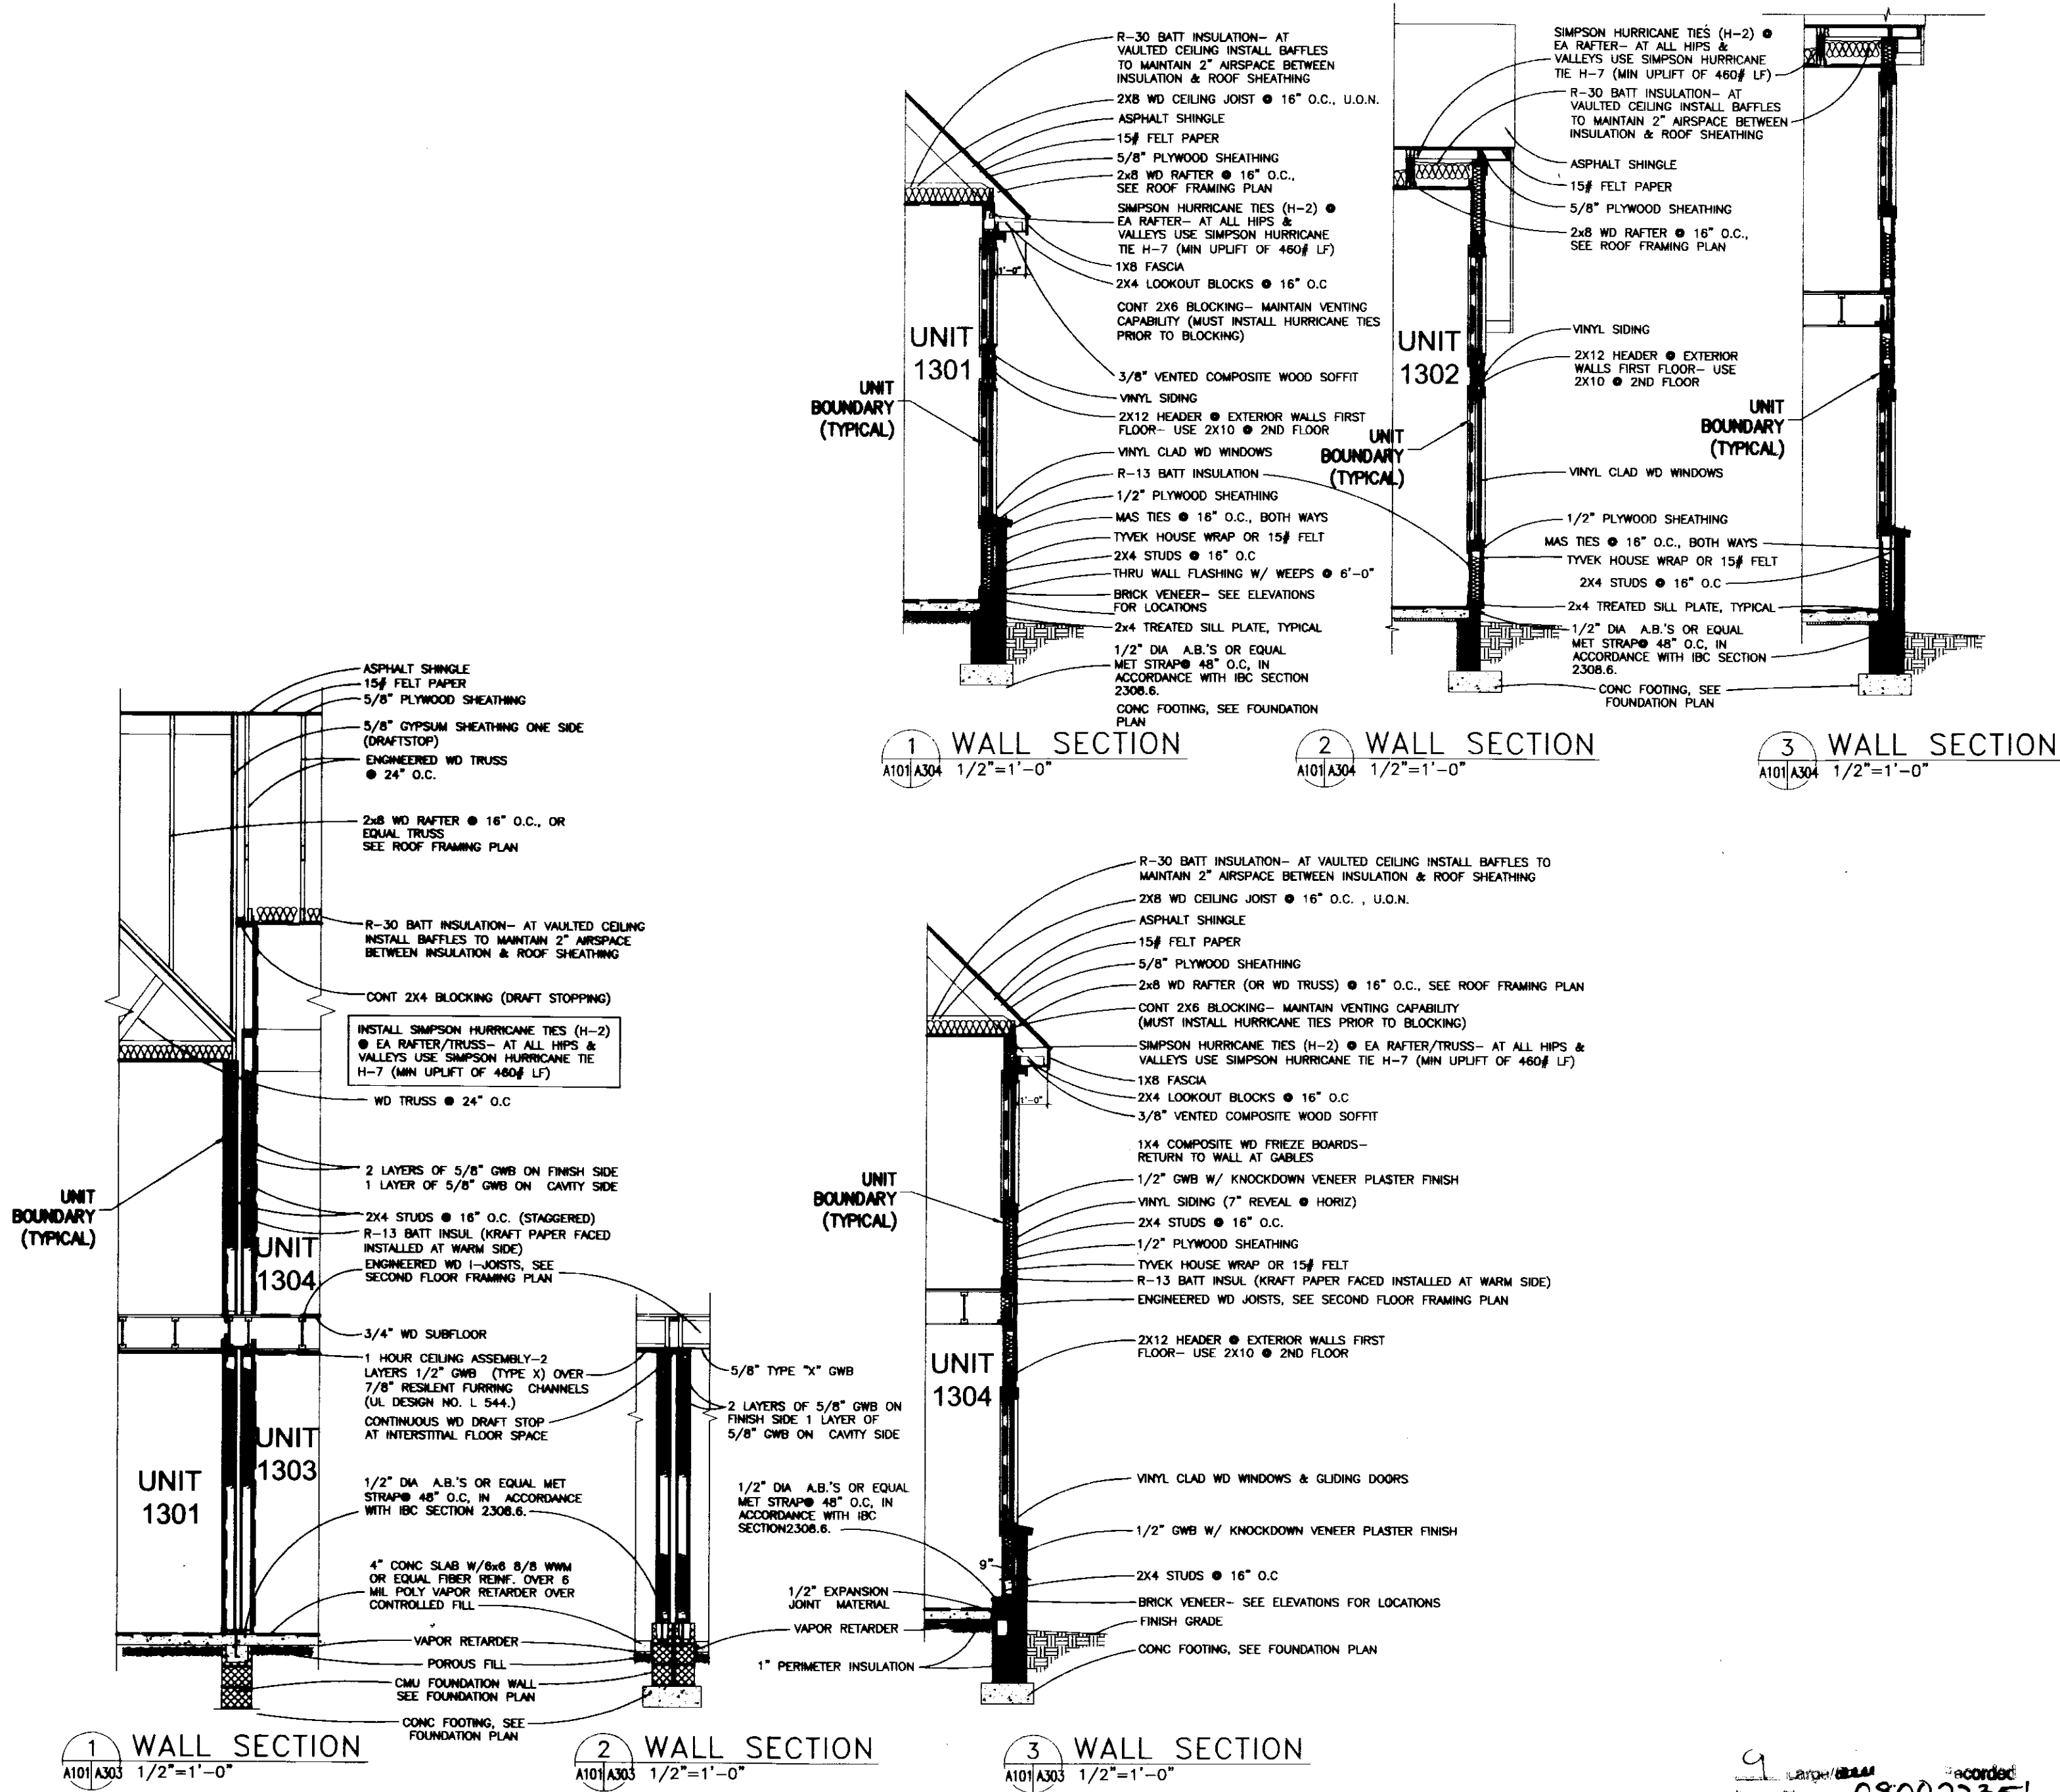 R-30 BATT INSULATION- AT
VAULTED CEILING INSTALL BAFFLES
TO MAINTAIN 2" AIRSPACE BETWEEN
INSULATION & ROOF SHEATHING
2X8 WD CEILING JOIST @ 16" O.C., U.O.N.
ASPHALT SHINGLE
15# FELT PAPER
5/8" PLYWOOD SHEATHING
2x8 WD RAFTER @ 16" O.C.,
SEE ROOF FRAMING PLAN
SIMPSON HURRICANE TIES (H-2) @
EA RAFTER- AT ALL HIPS &
VALLEYS USE SIMPSON HURRICANE
TIE H-7 (MIN UPLIFT OF 460# LF)
1X8 FASCIA
1'-0"
2X4 LOOKOUT BLOCKS @ 16" O.C
CONT 2X6 BLOCKING- MAINTAIN VENTING
CAPABILITY (MUST INSTALL HURRICANE TIES
PRIOR TO BLOCKING)
UNIT
1301
3/8" VENTED COMPOSITE WOOD SOFFIT
UNIT
BOUNDARY
(TYPICAL)
VINYL SIDING
2X12 HEADER @ EXTERIOR WALLS FIRST
FLOOR- USE 2X10 @ 2ND FLOOR
VINYL CLAD WD WINDOWS
R-13 BATT INSULATION
1/2" PLYWOOD SHEATHING
MAS TIES @ 16" O.C., BOTH WAYS
TYVEK HOUSE WRAP OR 15# FELT
2X4 STUDS @ 16" O.C
THRU WALL FLASHING W/ WEEPS @ 6'-0"
BRICK VENEER- SEE ELEVATIONS
FOR LOCATIONS
2x4 TREATED SILL PLATE, TYPICAL
1/2" DIA A.B.'S OR EQUAL
MET STRAP@ 48" O.C, IN
ACCORDANCE WITH IBC SECTION
2308.6.
CONC FOOTING, SEE FOUNDATION
PLAN
1 WALL SECTION
A101 A304 1/2"=1'-0"
SIMPSON HURRICANE TIES (H-2) @
EA RAFTER- AT ALL HIPS &
VALLEYS USE SIMPSON HURRICANE
TIE H-7 (MIN UPLIFT OF 460# LF)
R-30 BATT INSULATION- AT
VAULTED CEILING INSTALL BAFFLES
TO MAINTAIN 2" AIRSPACE BETWEEN
INSULATION & ROOF SHEATHING
ASPHALT SHINGLE
15# FELT PAPER
5/8" PLYWOOD SHEATHING
2x8 WD RAFTER @ 16" O.C.,
SEE ROOF FRAMING PLAN
UNIT
1302
VINYL SIDING
2X12 HEADER @ EXTERIOR
WALLS FIRST FLOOR- USE
2X10 @ 2ND FLOOR
UNIT
BOUNDARY
(TYPICAL)
UNIT
BOUNDARY
(TYPICAL)
VINYL CLAD WD WINDOWS
1/2" PLYWOOD SHEATHING
MAS TIES @ 16" O.C., BOTH WAYS
TYVEK HOUSE WRAP OR 15# FELT
2X4 STUDS @ 16" O.C
2x4 TREATED SILL PLATE, TYPICAL
1/2" DIA A.B.'S OR EQUAL
MET STRAP@ 48" O.C, IN
ACCORDANCE WITH IBC SECTION
2308.6.
CONC FOOTING, SEE
FOUNDATION PLAN
2 WALL SECTION
A101 A304 1/2"=1'-0"
3 WALL SECTION
A101 A304 1/2"=1'-0"
ASPHALT SHINGLE
15# FELT PAPER
5/8" PLYWOOD SHEATHING
5/8" GYPSUM SHEATHING ONE SIDE
(DRAFTSTOP)
ENGINEERED WD TRUSS
@ 24" O.C.
2x8 WD RAFTER @ 16" O.C., OR
EQUAL TRUSS
SEE ROOF FRAMING PLAN
R-30 BATT INSULATION- AT VAULTED CEILING
INSTALL BAFFLES TO MAINTAIN 2" AIRSPACE
BETWEEN INSULATION & ROOF SHEATHING
CONT 2X4 BLOCKING (DRAFT STOPPING)
INSTALL SIMPSON HURRICANE TIES (H-2)
@ EA RAFTER/TRUSS- AT ALL HIPS &
VALLEYS USE SIMPSON HURRICANE TIE
H-7 (MIN UPLIFT OF 460# LF)
WD TRUSS @ 24" O.C
2 LAYERS OF 5/8" GWB ON FINISH SIDE
1 LAYER OF 5/8" GWB ON CAVITY SIDE
UNIT
BOUNDARY
(TYPICAL)
2X4 STUDS @ 16" O.C. (STAGGERED)
R-13 BATT INSUL (KRAFT PAPER FACED
INSTALLED AT WARM SIDE)
UNIT
1304
ENGINEERED WD I-JOISTS, SEE
SECOND FLOOR FRAMING PLAN
3/4" WD SUBFLOOR
1 HOUR CEILING ASSEMBLY-2
LAYERS 1/2" GWB (TYPE X) OVER
7/8" RESILENT FURRING CHANNELS
(UL DESIGN NO. L 544.)
CONTINUOUS WD DRAFT STOP
AT INTERSTITIAL FLOOR SPACE
UNIT
1303
UNIT
1301
1/2" DIA A.B.'S OR EQUAL MET
STRAP@ 48" O.C, IN ACCORDANCE
WITH IBC SECTION 2308.6.
4" CONC SLAB W/6x6 8/8 WWM
OR EQUAL FIBER REINF. OVER 6
MIL POLY VAPOR RETARDER OVER
CONTROLLED FILL
VAPOR RETARDER
POROUS FILL
CMU FOUNDATION WALL
SEE FOUNDATION PLAN
CONC FOOTING, SEE
FOUNDATION PLAN
1 WALL SECTION
A101 A303 1/2"=1'-0"
5/8" TYPE "X" GWB
2 LAYERS OF 5/8" GWB ON
FINISH SIDE 1 LAYER OF
5/8" GWB ON CAVITY SIDE
1/2" DIA A.B.'S OR EQUAL
MET STRAP@ 48" O.C, IN
ACCORDANCE WITH IBC
SECTION2308.6.
1/2" EXPANSION
JOINT MATERIAL
VAPOR RETARDER
1" PERIMETER INSULATION
2 WALL SECTION
A101 A303 1/2"=1'-0"
R-30 BATT INSULATION- AT VAULTED CEILING INSTALL BAFFLES TO
MAINTAIN 2" AIRSPACE BETWEEN INSULATION & ROOF SHEATHING
2X8 WD CEILING JOIST @ 16" O.C. , U.O.N.
ASPHALT SHINGLE
15# FELT PAPER
5/8" PLYWOOD SHEATHING
2x8 WD RAFTER (OR WD TRUSS) @ 16" O.C., SEE ROOF FRAMING PLAN
CONT 2X6 BLOCKING- MAINTAIN VENTING CAPABILITY
(MUST INSTALL HURRICANE TIES PRIOR TO BLOCKING)
SIMPSON HURRICANE TIES (H-2) @ EA RAFTER/TRUSS- AT ALL HIPS &
VALLEYS USE SIMPSON HURRICANE TIE H-7 (MIN UPLIFT OF 460# LF)
1X8 FASCIA
2X4 LOOKOUT BLOCKS @ 16" O.C
1'-0"
3/8" VENTED COMPOSITE WOOD SOFFIT
1X4 COMPOSITE WD FRIEZE BOARDS-
RETURN TO WALL AT GABLES
1/2" GWB W/ KNOCKDOWN VENEER PLASTER FINISH
UNIT
BOUNDARY
(TYPICAL)
VINYL SIDING (7" REVEAL @ HORIZ)
2X4 STUDS @ 16" O.C.
1/2" PLYWOOD SHEATHING
TYVEK HOUSE WRAP OR 15# FELT
R-13 BATT INSUL (KRAFT PAPER FACED INSTALLED AT WARM SIDE)
ENGINEERED WD JOISTS, SEE SECOND FLOOR FRAMING PLAN
2X12 HEADER @ EXTERIOR WALLS FIRST
FLOOR- USE 2X10 @ 2ND FLOOR
UNIT
1304
VINYL CLAD WD WINDOWS & GLIDING DOORS
1/2" GWB W/ KNOCKDOWN VENEER PLASTER FINISH
9"
2X4 STUDS @ 16" O.C
BRICK VENEER- SEE ELEVATIONS FOR LOCATIONS
FINISH GRADE
CONC FOOTING, SEE FOUNDATION PLAN
3 WALL SECTION
A101 A303 1/2"=1'-0"